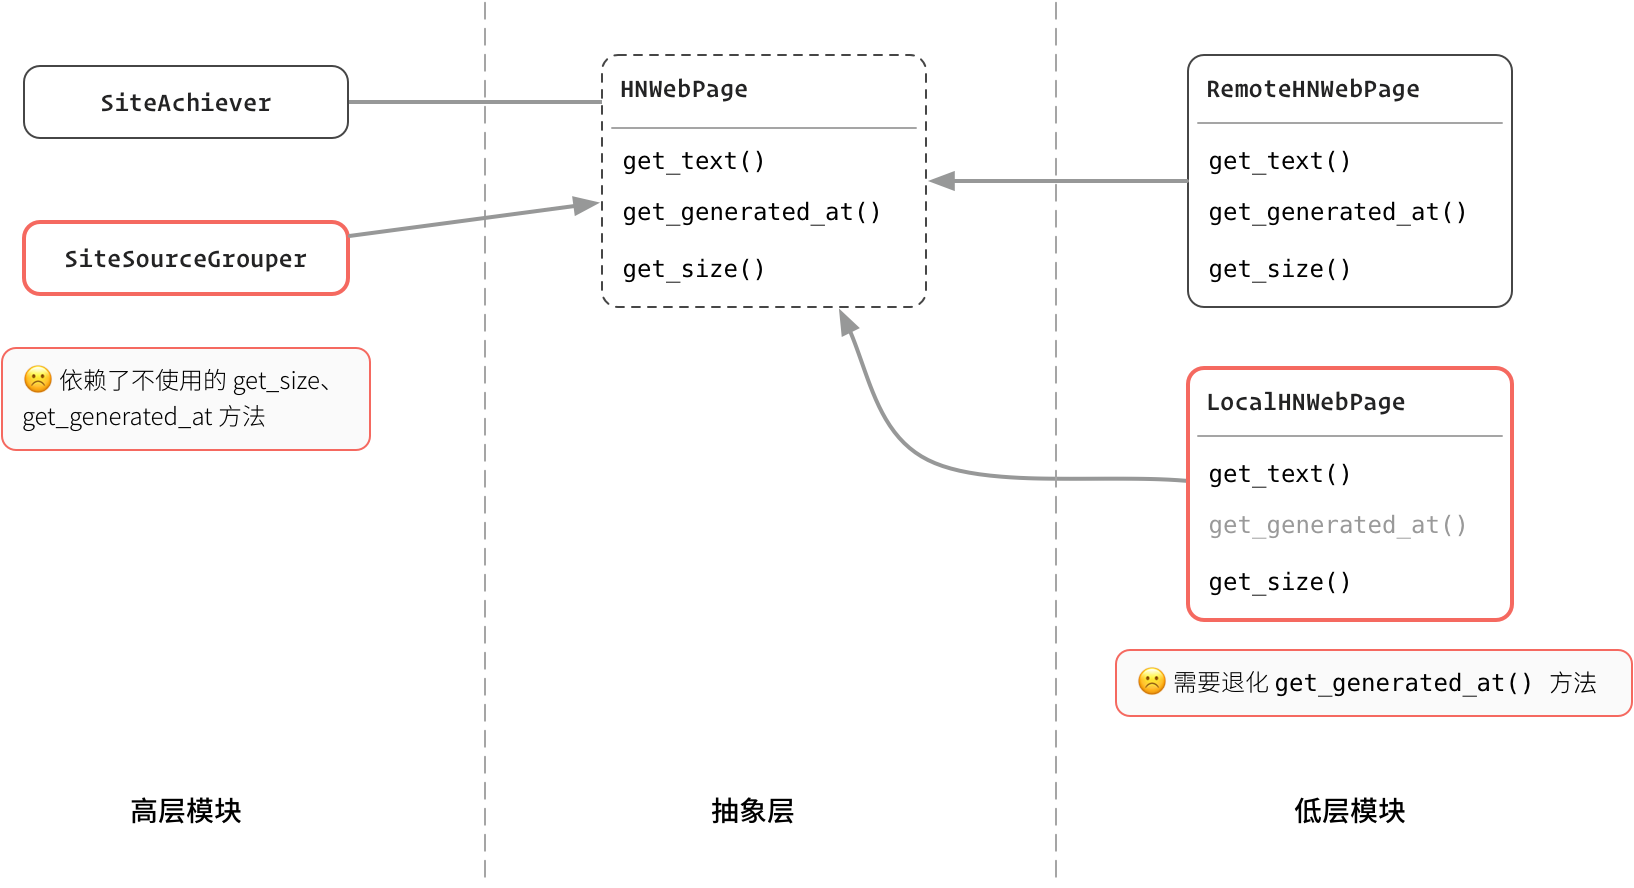 SiteAchiever
SiteSourceGrouper
☹️ 依赖了不使用的 get_size、
get_generated_at 方法
高层模块
HNWebPage
get_text()
get_generated_at()
get_size()
抽象层
RemoteHNWebPage
get_text()
get_generated_at()
get_size()
LocalHNWebPage
get_text()
get_generated_at()
get_size()
☹️ 需要退化 get_generated_at() 方法
低层模块